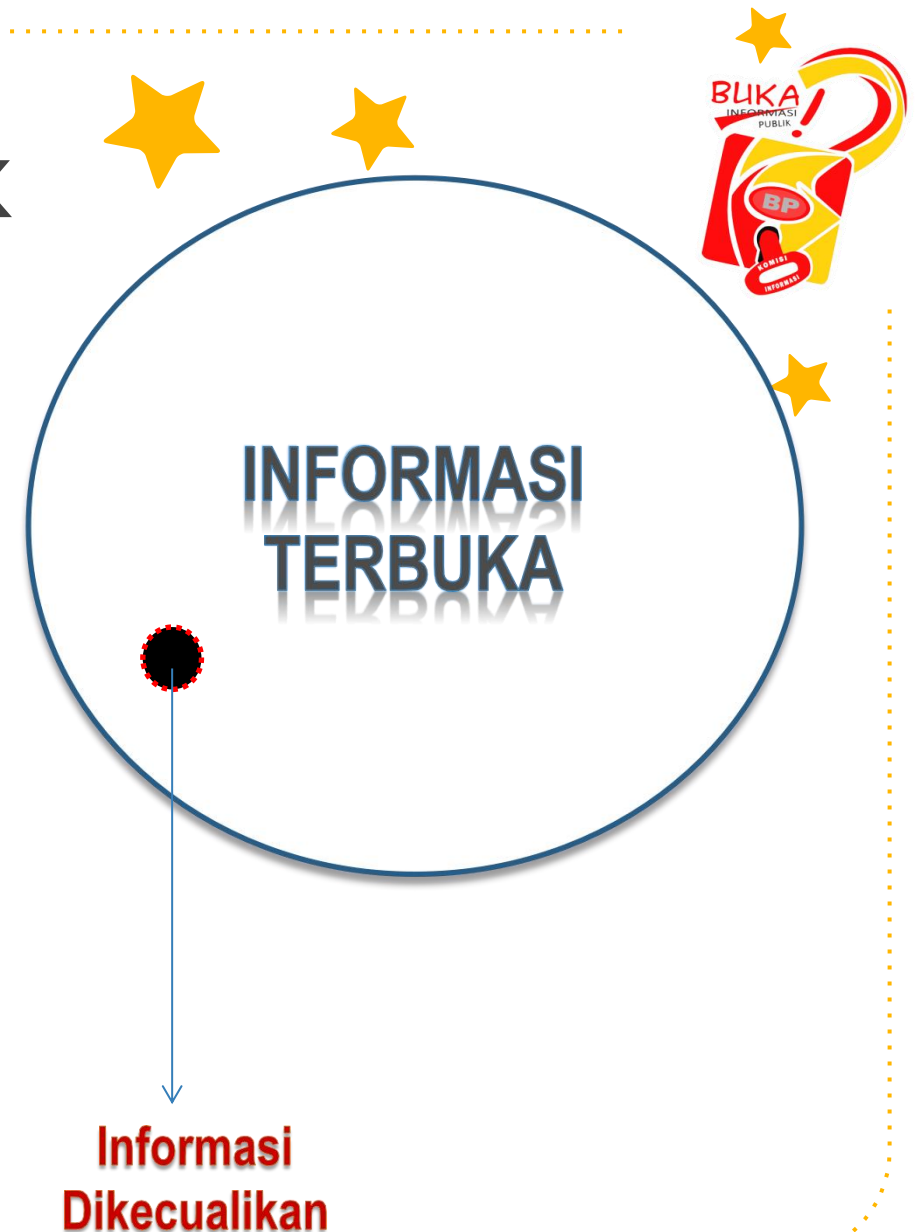 K
BUKA
INFORMASI
PUBLIK
BP
KOMISI
INFORMASI
INFORMASI
TERBUKA
Informasi
Dikecualikan